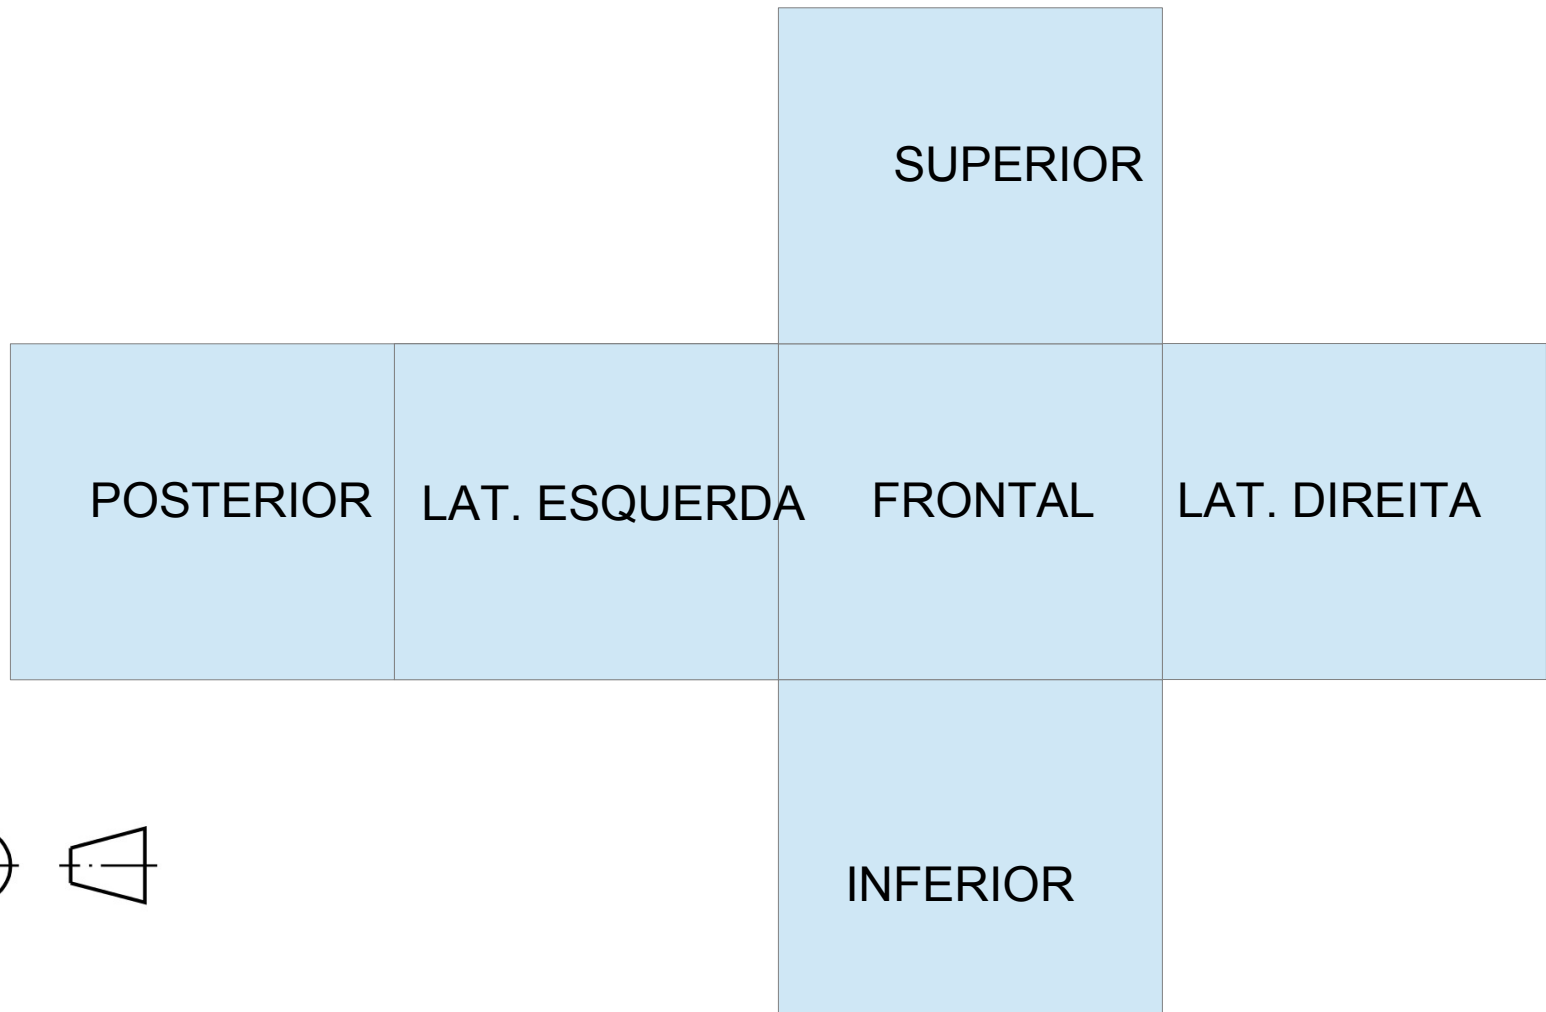 SUPERIOR
POSTERIOR
LAT. ESQUERDA
FRONTAL
LAT. DIREITA
INFERIOR